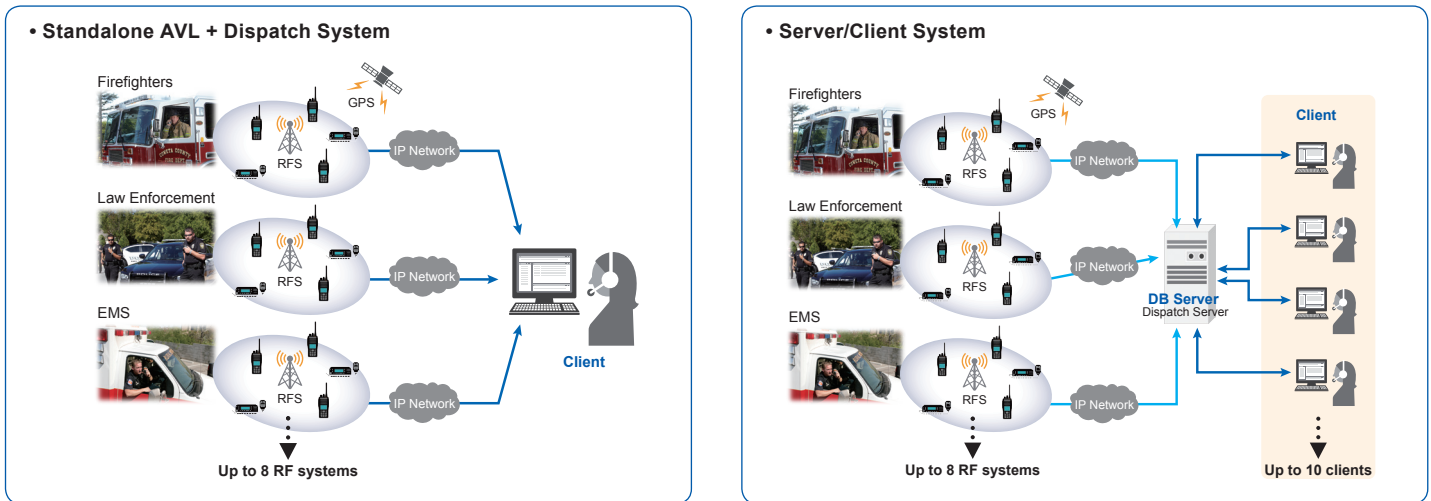 • Standalone AVL + Dispatch System
Firefighters
GPS
RFS
IP Network
Law Enforcement
RFS
IP Network
EMS
RFS
IP Network
Client
Up to 8 RF systems
• Server/Client System
Firefighters
GPS
RFS
IP Network
Law Enforcement
RFS
IP Network
EMS
RFS
IP Network
DB Server
Dispatch Server
Client
Up to 8 RF systems
Up to 10 clients